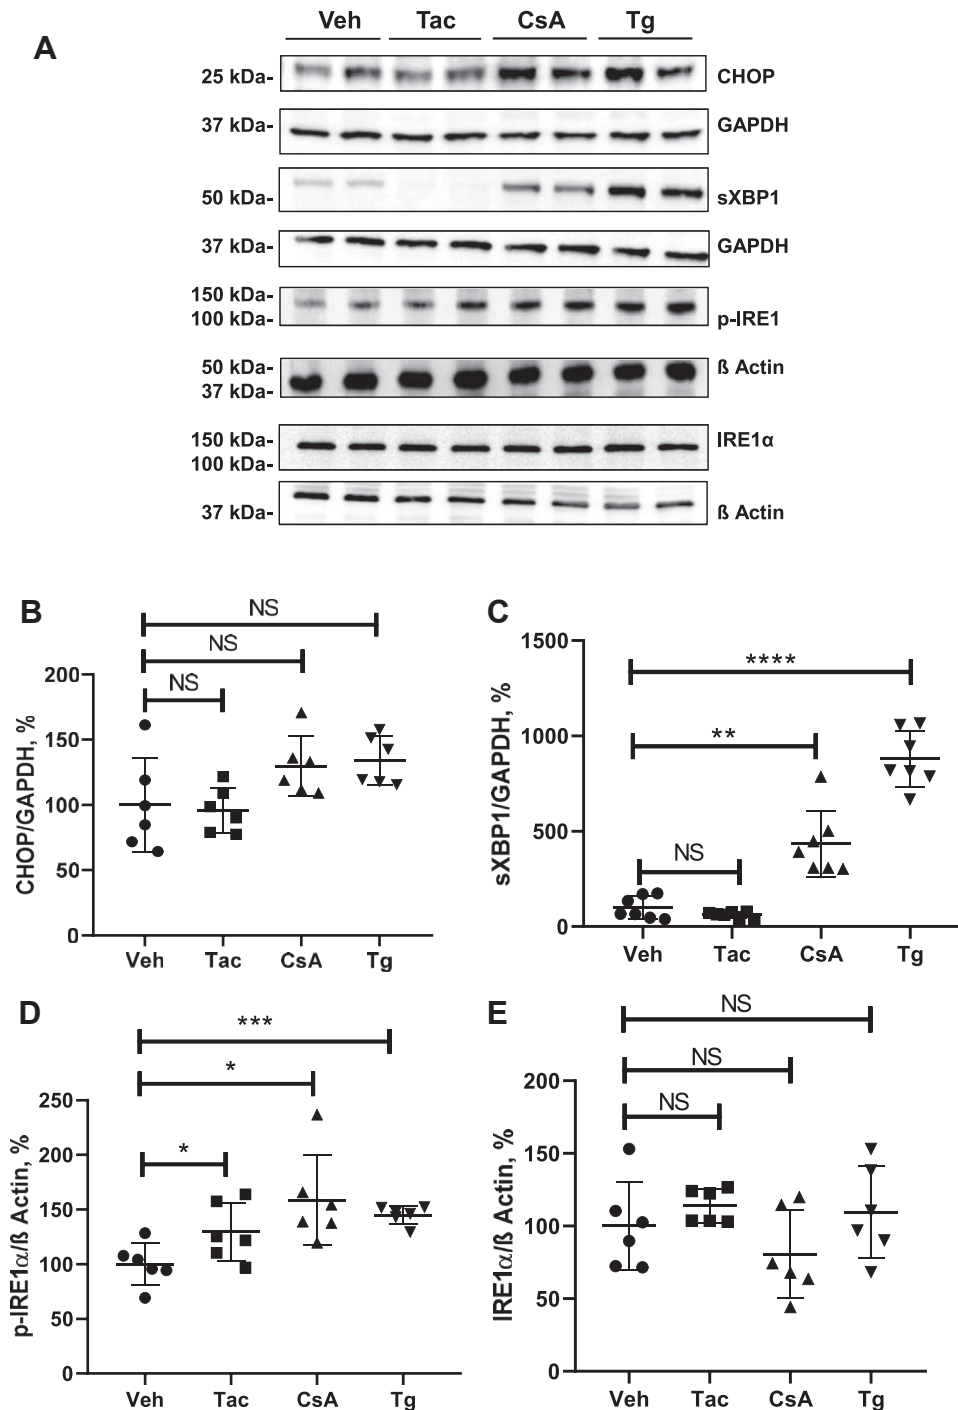 Veh Tac CsA Tg
A
25 kDa- CHOP
37 kDa- GAPDH
50 kDa- sXBP1
37 kDa- GAPDH
150 kDa-
100 kDa- p-IRE1
50 kDa- ß Actin
37 kDa-
150 kDa- IRE1α
100 kDa-
37 kDa- ß Actin
B
NS
NS
NS
CHOP/GAPDH, %
200
150
100
50
0
Veh Tac CsA Tg
C
****
**
NS
sXBP1/GAPDH, %
1500
1000
500
0
Veh Tac CsA Tg
D
***
*
*
p-IRE1α/ß Actin, %
250
200
150
100
50
0
Veh Tac CsA Tg
E
NS
NS
NS
IRE1α/ß Actin, %
200
150
100
50
0
Veh Tac CsA Tg